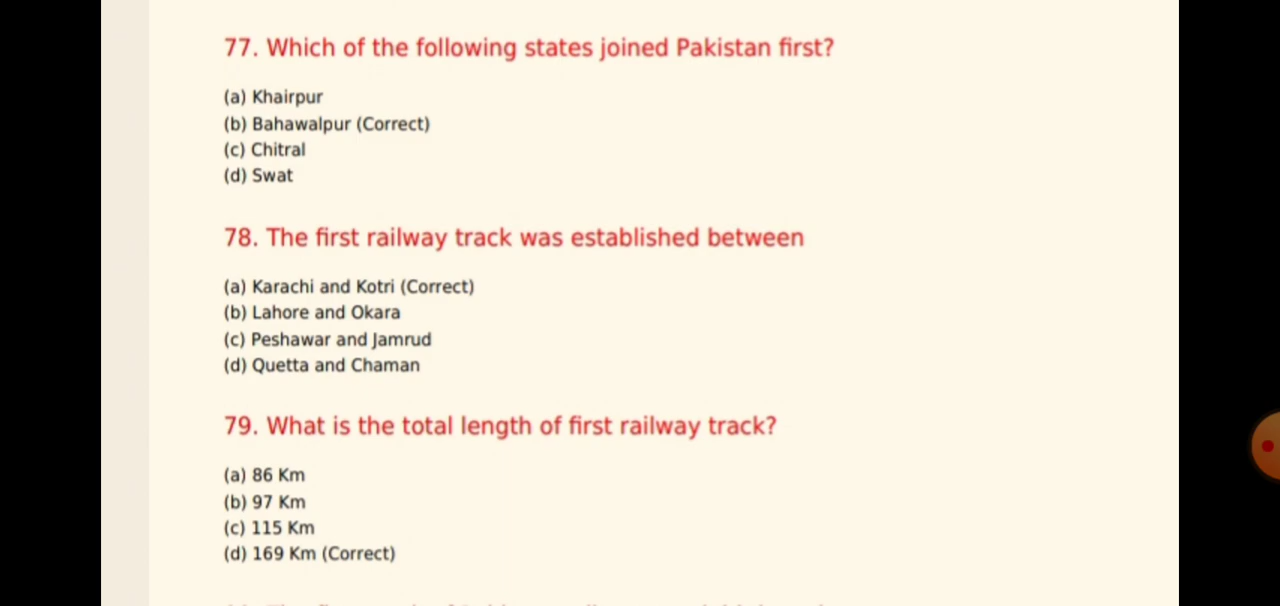 77. Which of the following states joined Pakistan first?
(a) Khairpur
(b) Bahawalpur (Correct)
(c) Chitral
(d) Swat
78. The first railway track was established between
(a) Karachi and Kotri (Correct)
(b) Lahore and Okara
(c) Peshawar and Jamrud
(d) Quetta and Chaman
79. What is the total length of first railway track?
(a) 86 Km
(b) 97 Km
(c) 115 Km
(d) 169 Km (Correct)